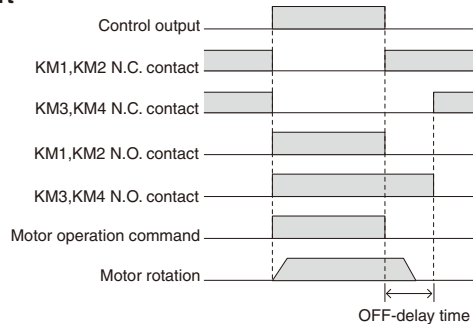 Control output
KM1,KM2 N.C. contact
KM3,KM4 N.C. contact
KM1,KM2 N.O. contact
KM3,KM4 N.O. contact
Motor operation command
Motor rotation
OFF-delay time